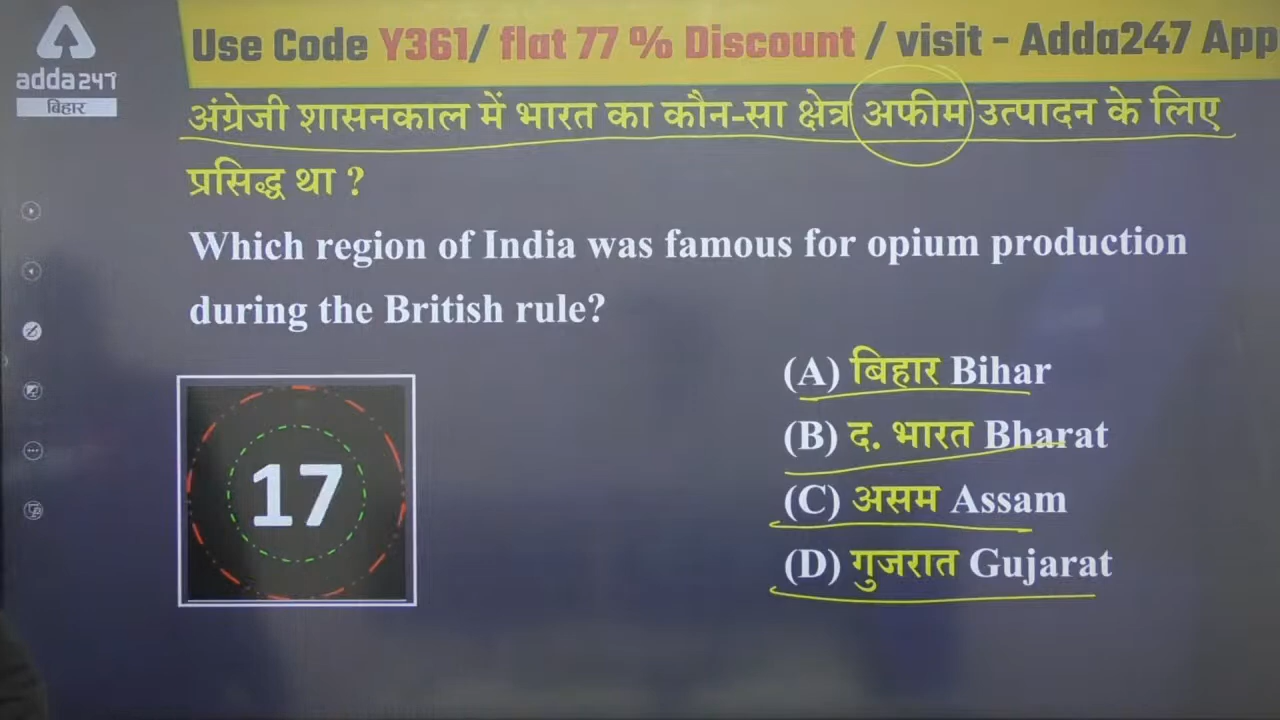 Use Code Y361/ flat 77 % Discount / visit - Adda247 App
adda247
बिहार
अंग्रेजी शासनकाल में भारत का कौन-सा क्षेत्र अफीम उत्पादन के लिए
प्रसिद्ध था ?
Which region of India was famous for opium production
during the British rule?
(A) बिहार Bihar
(B) द. भारत Bharat
(C) असम Assam
(D) गुजरात Gujarat
17